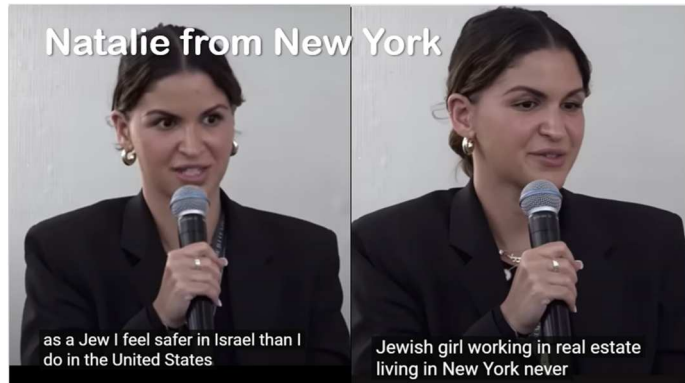 Natalie from New York
as a Jew I feel safer in Israel than I
do in the United States
Jewish girl working in real estate
living in New York never